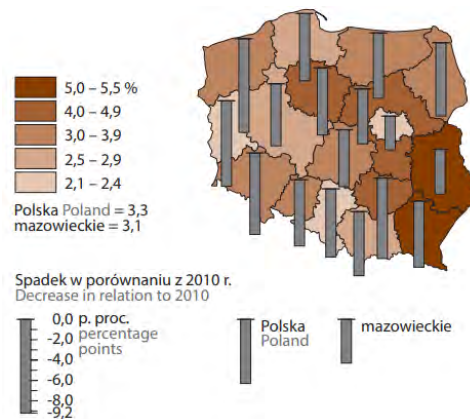 5,0 – 5,5 %
4,0 – 4,9
3,0 – 3,9
2,5 – 2,9
2,1 – 2,4
Polska Poland = 3,3
mazowieckie = 3,1
Spadek w porównaniu z 2010 r.
Decrease in relation to 2010
0,0 p. proc.
percentage
-2,0 points
-4,0
-6,0
-8,0
-9,2
Polska
Poland
mazowieckie